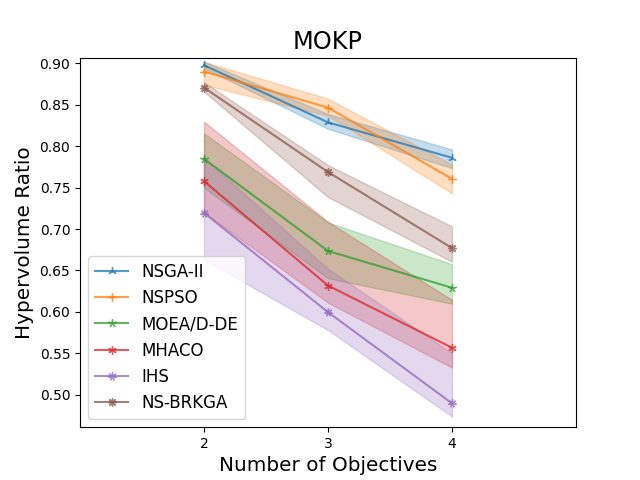 MOKP
Hypervolume Ratio
0.90
0.85
0.80
0.75
0.70
0.65
0.60
0.55
0.50
NSGA-II
NSPSO
MOEA/D-DE
MHACO
IHS
NS-BRKGA
2 3 4
Number of Objectives